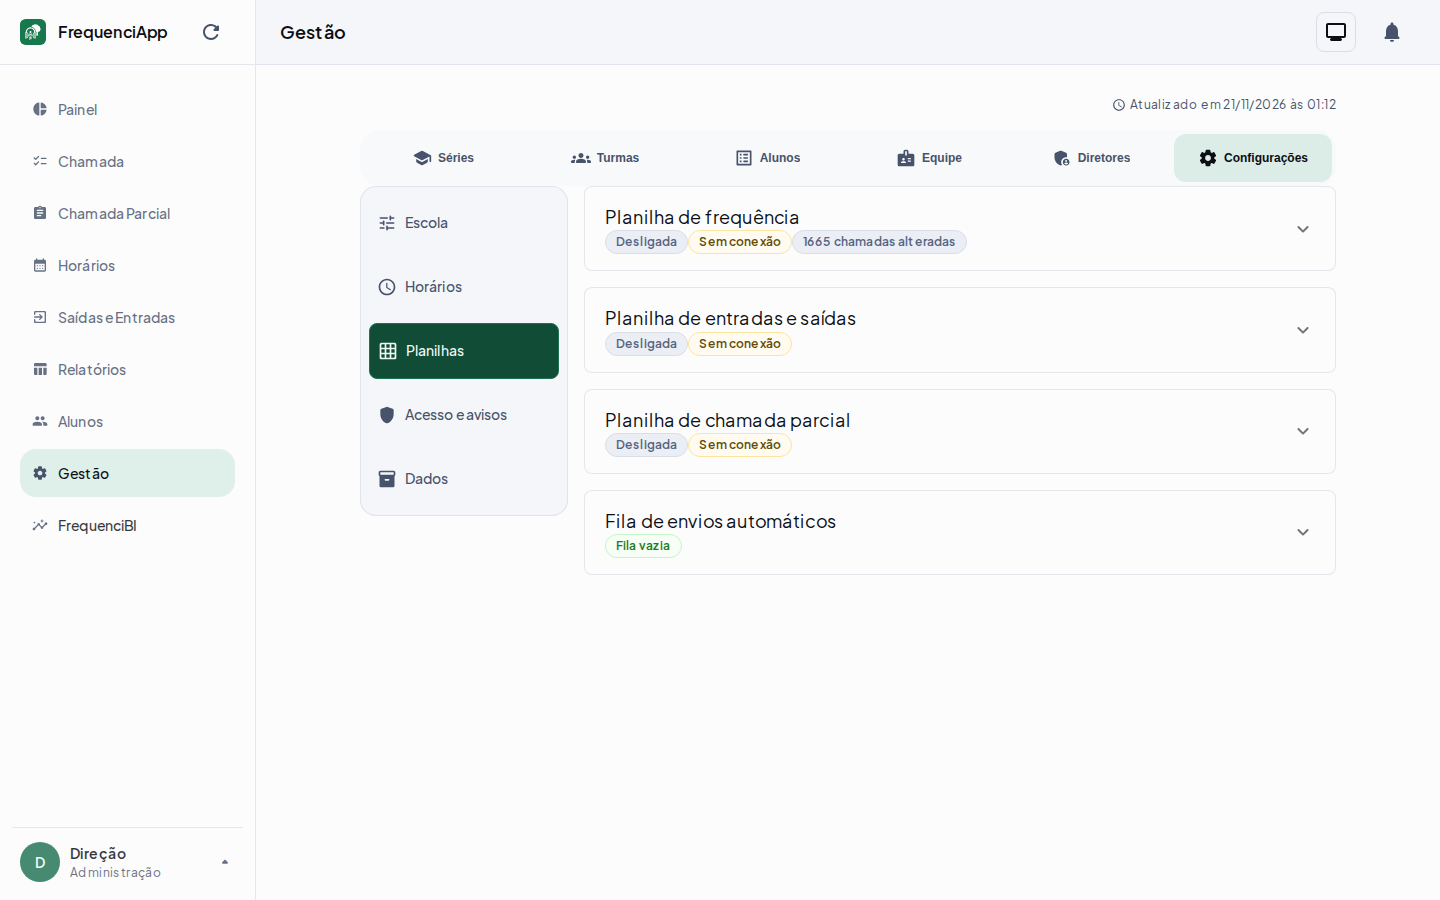 FrequenciApp
Gestão
Painel
Chamada
Chamada Parcial
Horários
Saídas e Entradas
Relatórios
Alunos
Gestão
FrequenciBI
Direção
D
Administração
Atualizado em 21/11/2026 às 01:12
Séries
Turmas
Alunos
Equipe
Diretores
Configurações
Escola
Horários
Planilhas
Acesso e avisos
Dados
Planilha de frequência
Desligada
Sem conexão
1665 chamadas alteradas
Planilha de entradas e saídas
Desligada
Sem conexão
Planilha de chamada parcial
Desligada
Sem conexão
Fila de envios automáticos
Fila vazia